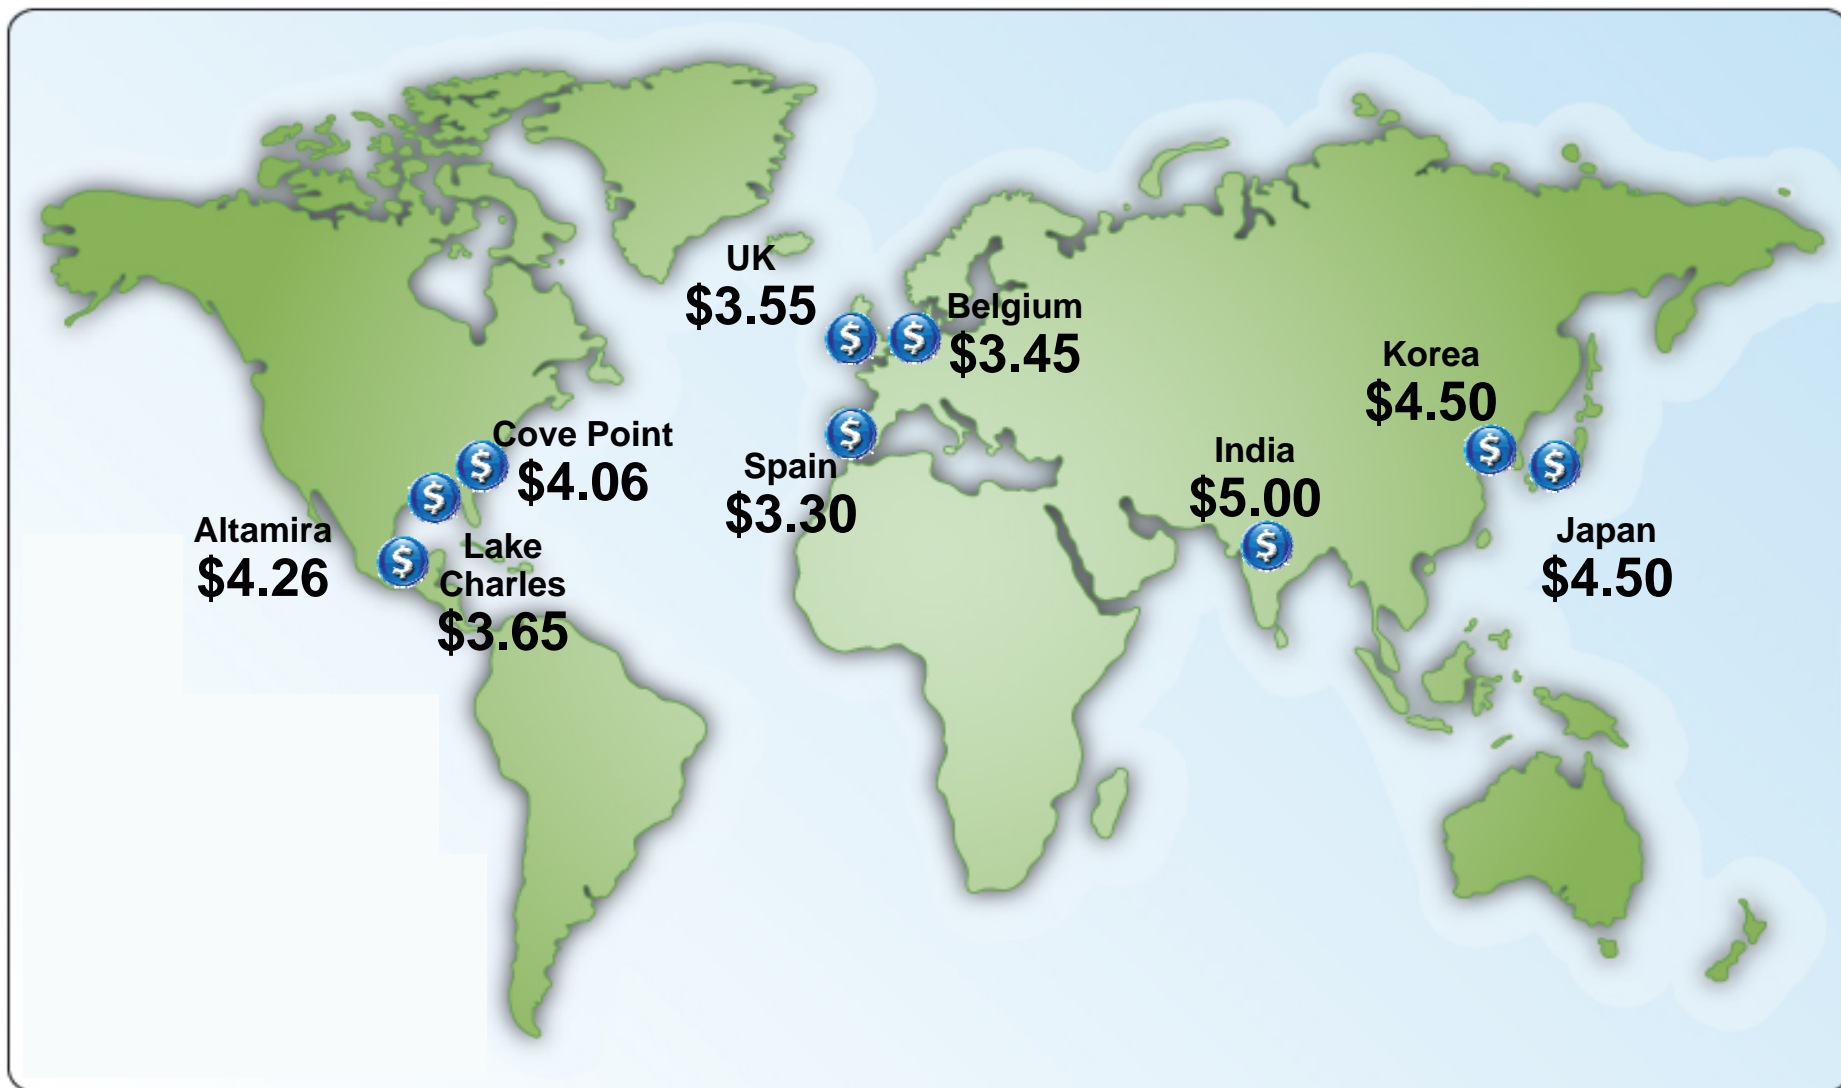 UK
$3.55
Belgium
$3.45
Korea
$4.50
Cove Point
$4.06
Spain
$3.30
India
$5.00
Altamira
$4.26
Lake
Charles
$3.65
Japan
$4.50